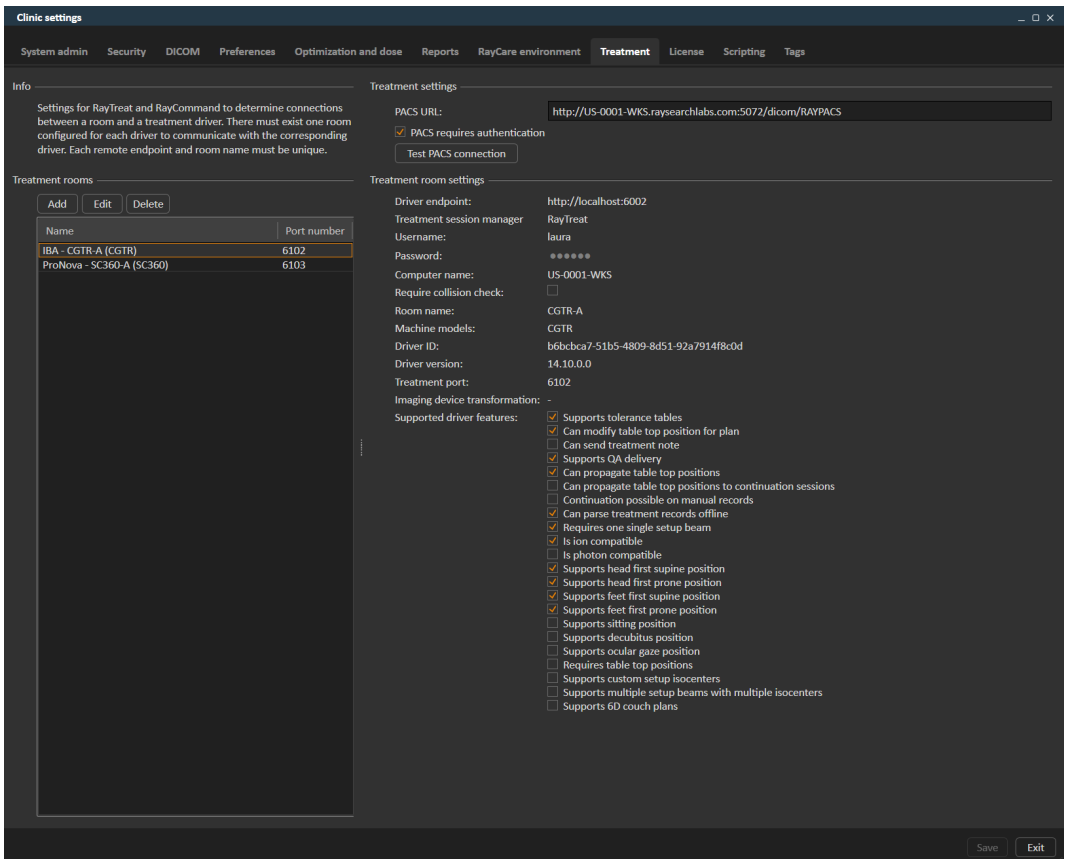 Clinic settings
System admin Security DICOM Preferences Optimization and dose Reports RayCare environment Treatment License Scripting Tags
Info
Settings for RayTreat and RayCommand to determine connections
between a room and a treatment driver. There must exist one room
configured for each driver to communicate with the corresponding
driver. Each remote endpoint and room name must be unique.
Treatment rooms
Add Edit Delete
Name Port number
IBA - CGTR-A (CGTR) 6102
ProNova - SC360-A (SC360) 6103
Treatment settings
PACS URL: http://US-0001-WKS.raysearchlabs.com:5072/dicom/RAYPACS
PACS requires authentication
Test PACS connection
Treatment room settings
Driver endpoint: http://localhost:6002
Treatment session manager RayTreat
Username: laura
Password: ●●●●●●
Computer name: US-0001-WKS
Require collision check:
Room name: CGTR-A
Machine models: CGTR
Driver ID: b6bcbca7-51b5-4809-8d51-92a7914f8c0d
Driver version: 14.10.0.0
Treatment port: 6102
Imaging device transformation: -
Supported driver features: Supports tolerance tables
Can modify table top position for plan
Can send treatment note
Supports QA delivery
Can propagate table top positions
Can propagate table top positions to continuation sessions
Continuation possible on manual records
Can parse treatment records offline
Requires one single setup beam
Is ion compatible
Is photon compatible
Supports head first supine position
Supports head first prone position
Supports feet first supine position
Supports feet first prone position
Supports sitting position
Supports decubitus position
Supports ocular gaze position
Requires table top positions
Supports custom setup isocenters
Supports multiple setup beams with multiple isocenters
Supports 6D couch plans
Save Exit